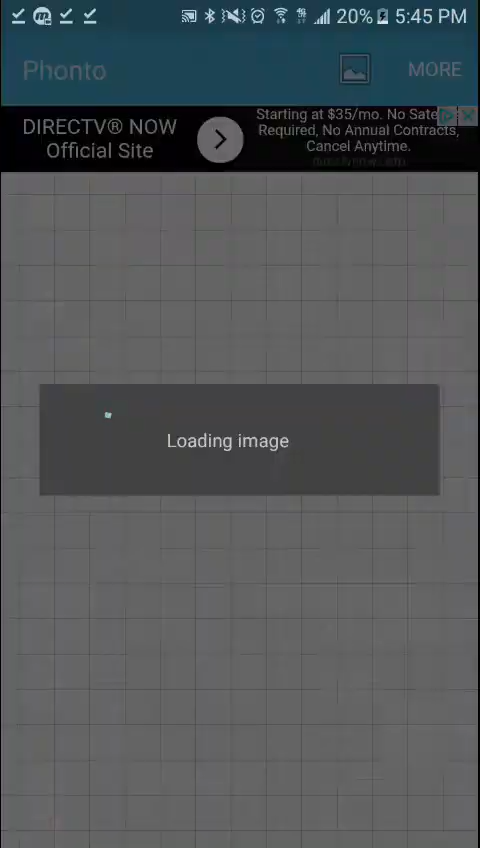 20% 5:45 PM
Phonto
MORE
DIRECTV® NOW
Official Site
Starting at $35/mo. No
Required, No Annual Contracts,
Cancel Anytime.
Loading image